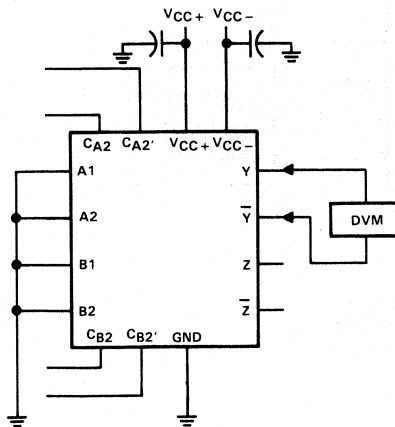 VCC+ VCC−
CA2 CA2' VCC+ VCC−
A1 Y
A2 Y̅ DVM
B1 Z
B2 Z̅
CB2 CB2' GND